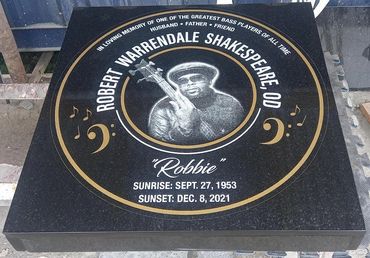 IN LOVING MEMORY OF ONE OF THE GREATEST BASS PLAYERS OF ALL TIME
HUSBAND • FATHER • FRIEND
ROBERT WARRENDALE SHAKESPEARE, OD
"Robbie"
SUNRISE: SEPT. 27, 1953
SUNSET: DEC. 8, 2021